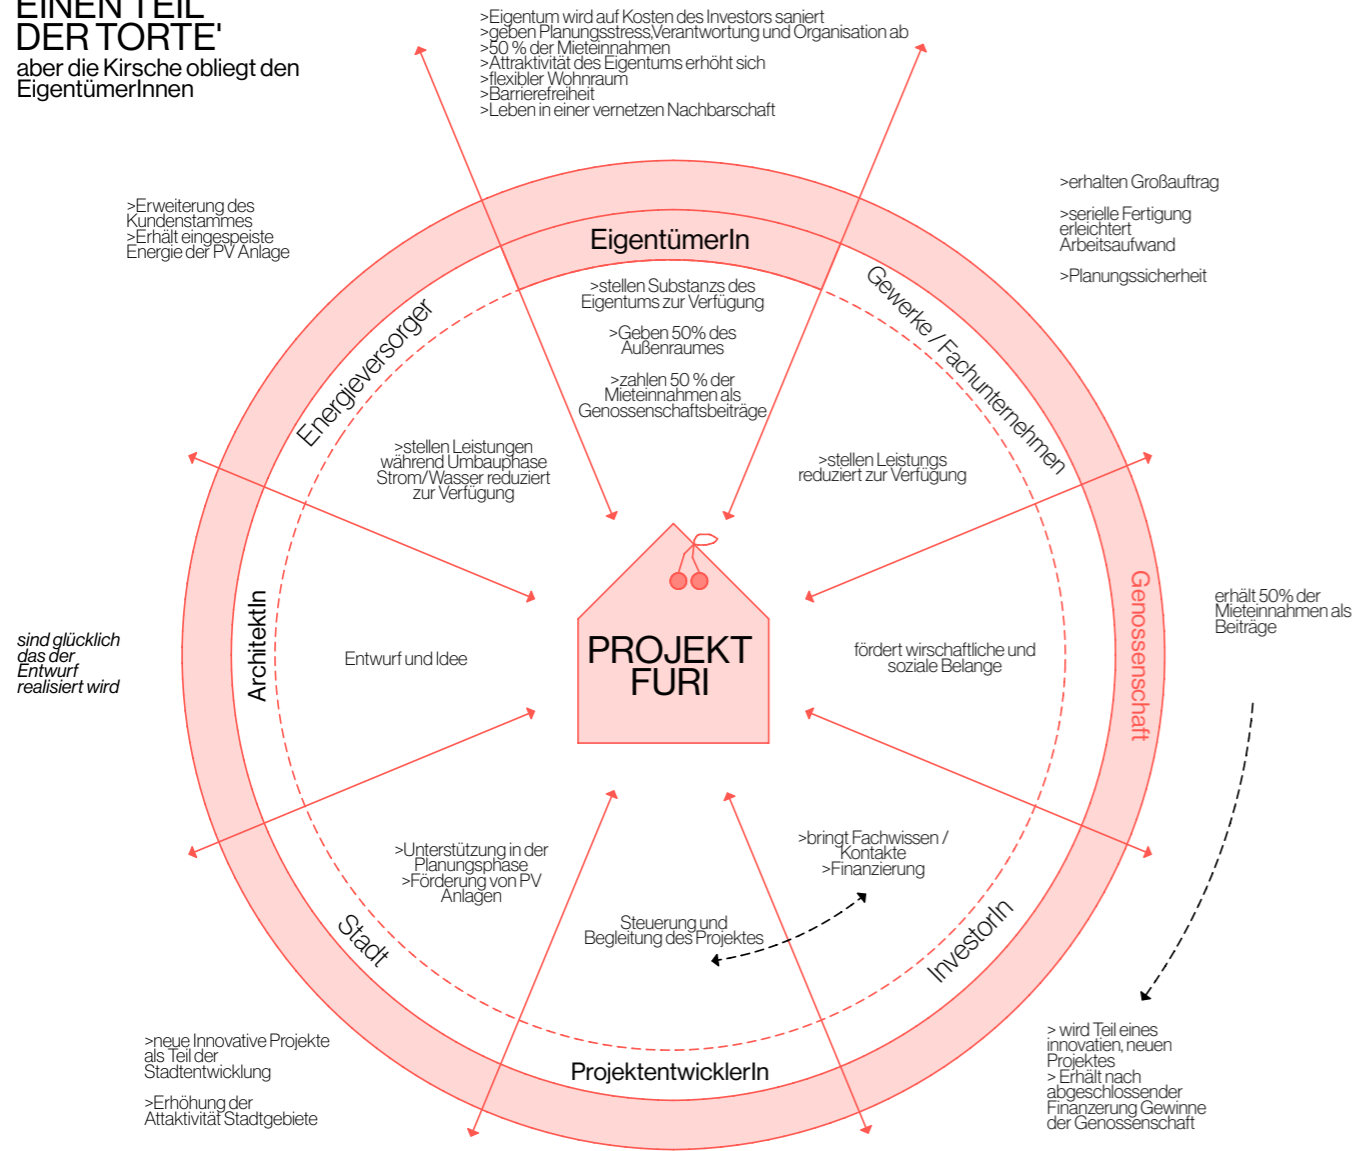 EINEN TEIL
DER TORTE'
aber die Kirsche obliegt den
EigentümerInnen
>Eigentum wird auf Kosten des Investors saniert
>geben Planungsstress,Verantwortung und Organisation ab
>50 % der Mieteinnahmen
>Attraktivität des Eigentums erhöht sich
>flexibler Wohnraum
>Barrierefreiheit
>Leben in einer vernetzen Nachbarschaft
>Erweiterung des
Kundenstammes
>Erhält eingespeiste
Energie der PV Anlage
>erhalten Großauftrag
>serielle Fertigung
erleichtert
Arbeitsaufwand
>Planungssicherheit
EigentümerIn
>stellen Substanzs des
Eigentums zur Verfügung
>Geben 50% des
Außenraumes
>zahlen 50 % der
Mieteinnahmen als
Genossenschaftsbeiträge
Energieversorger
Gewerke / Fachunternehmen
>stellen Leistungen
während Umbauphase
Strom/Wasser reduziert
zur Verfügung
>stellen Leistungs
reduziert zur Verfügung
sind glücklich
das der
Entwurf
realisiert wird
ArchitektIn
Entwurf und Idee
PROJEKT
FURI
fördert wirschaftliche und
soziale Belange
Genossenschaft
erhält 50% der
Mieteinnahmen als
Beiträge
>Unterstützung in der
Planungsphase
>Förderung von PV
Anlagen
Steuerung und
Begleitung des Projektes
>bringt Fachwissen /
Kontakte
>Finanzierung
Stadt
InvestorIn
ProjektentwicklerIn
>neue Innovative Projekte
als Teil der
Stadtentwicklung
>Erhöhung der
Attaktivität Stadtgebiete
> wird Teil eines
innovatien, neuen
Projektes
> Erhält nach
abgeschlossender
Finanzerung Gewinne
der Genossenschaft